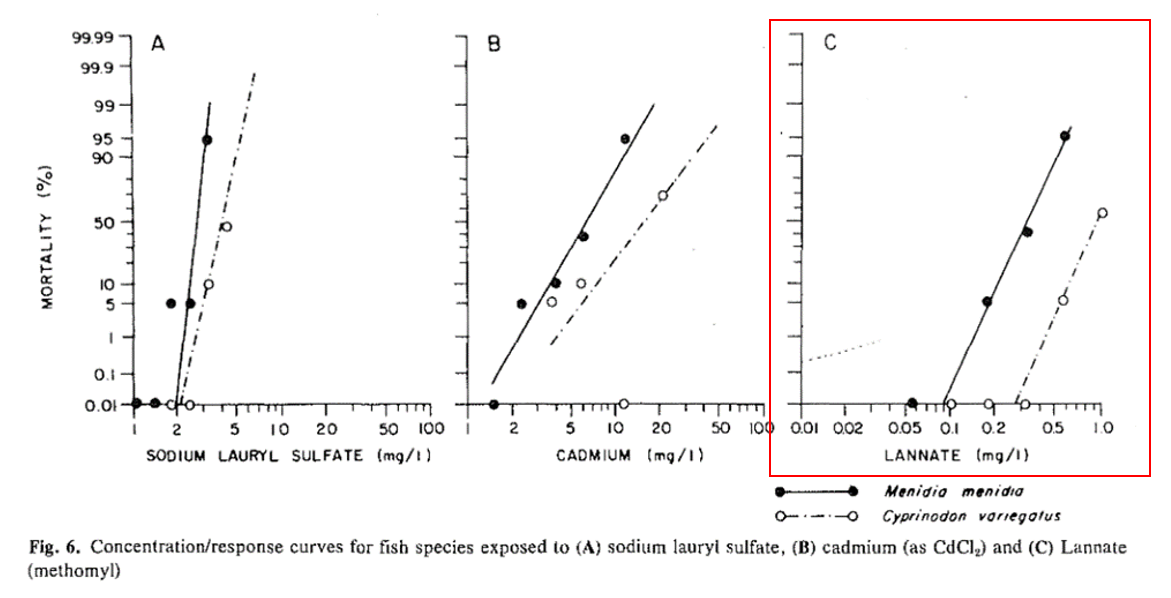 99.99
99.9
99
95
90
50
10
5
1
0.1
0.01
MORTALITY (%)
A
1 2 5 10 20 50 100
SODIUM LAURYL SULFATE (mg/l)
B
1 2 5 10 20 50 100
CADMIUM (mg/l)
C
0.01 0.02 0.05 0.1 0.2 0.5 1.0
LANNATE (mg/l)
Menidia menidia
Cyprinodon variegatus
Fig. 6. Concentration/response curves for fish species exposed to (A) sodium lauryl sulfate, (B) cadmium (as CdCl₂) and (C) Lannate
(methomyl)